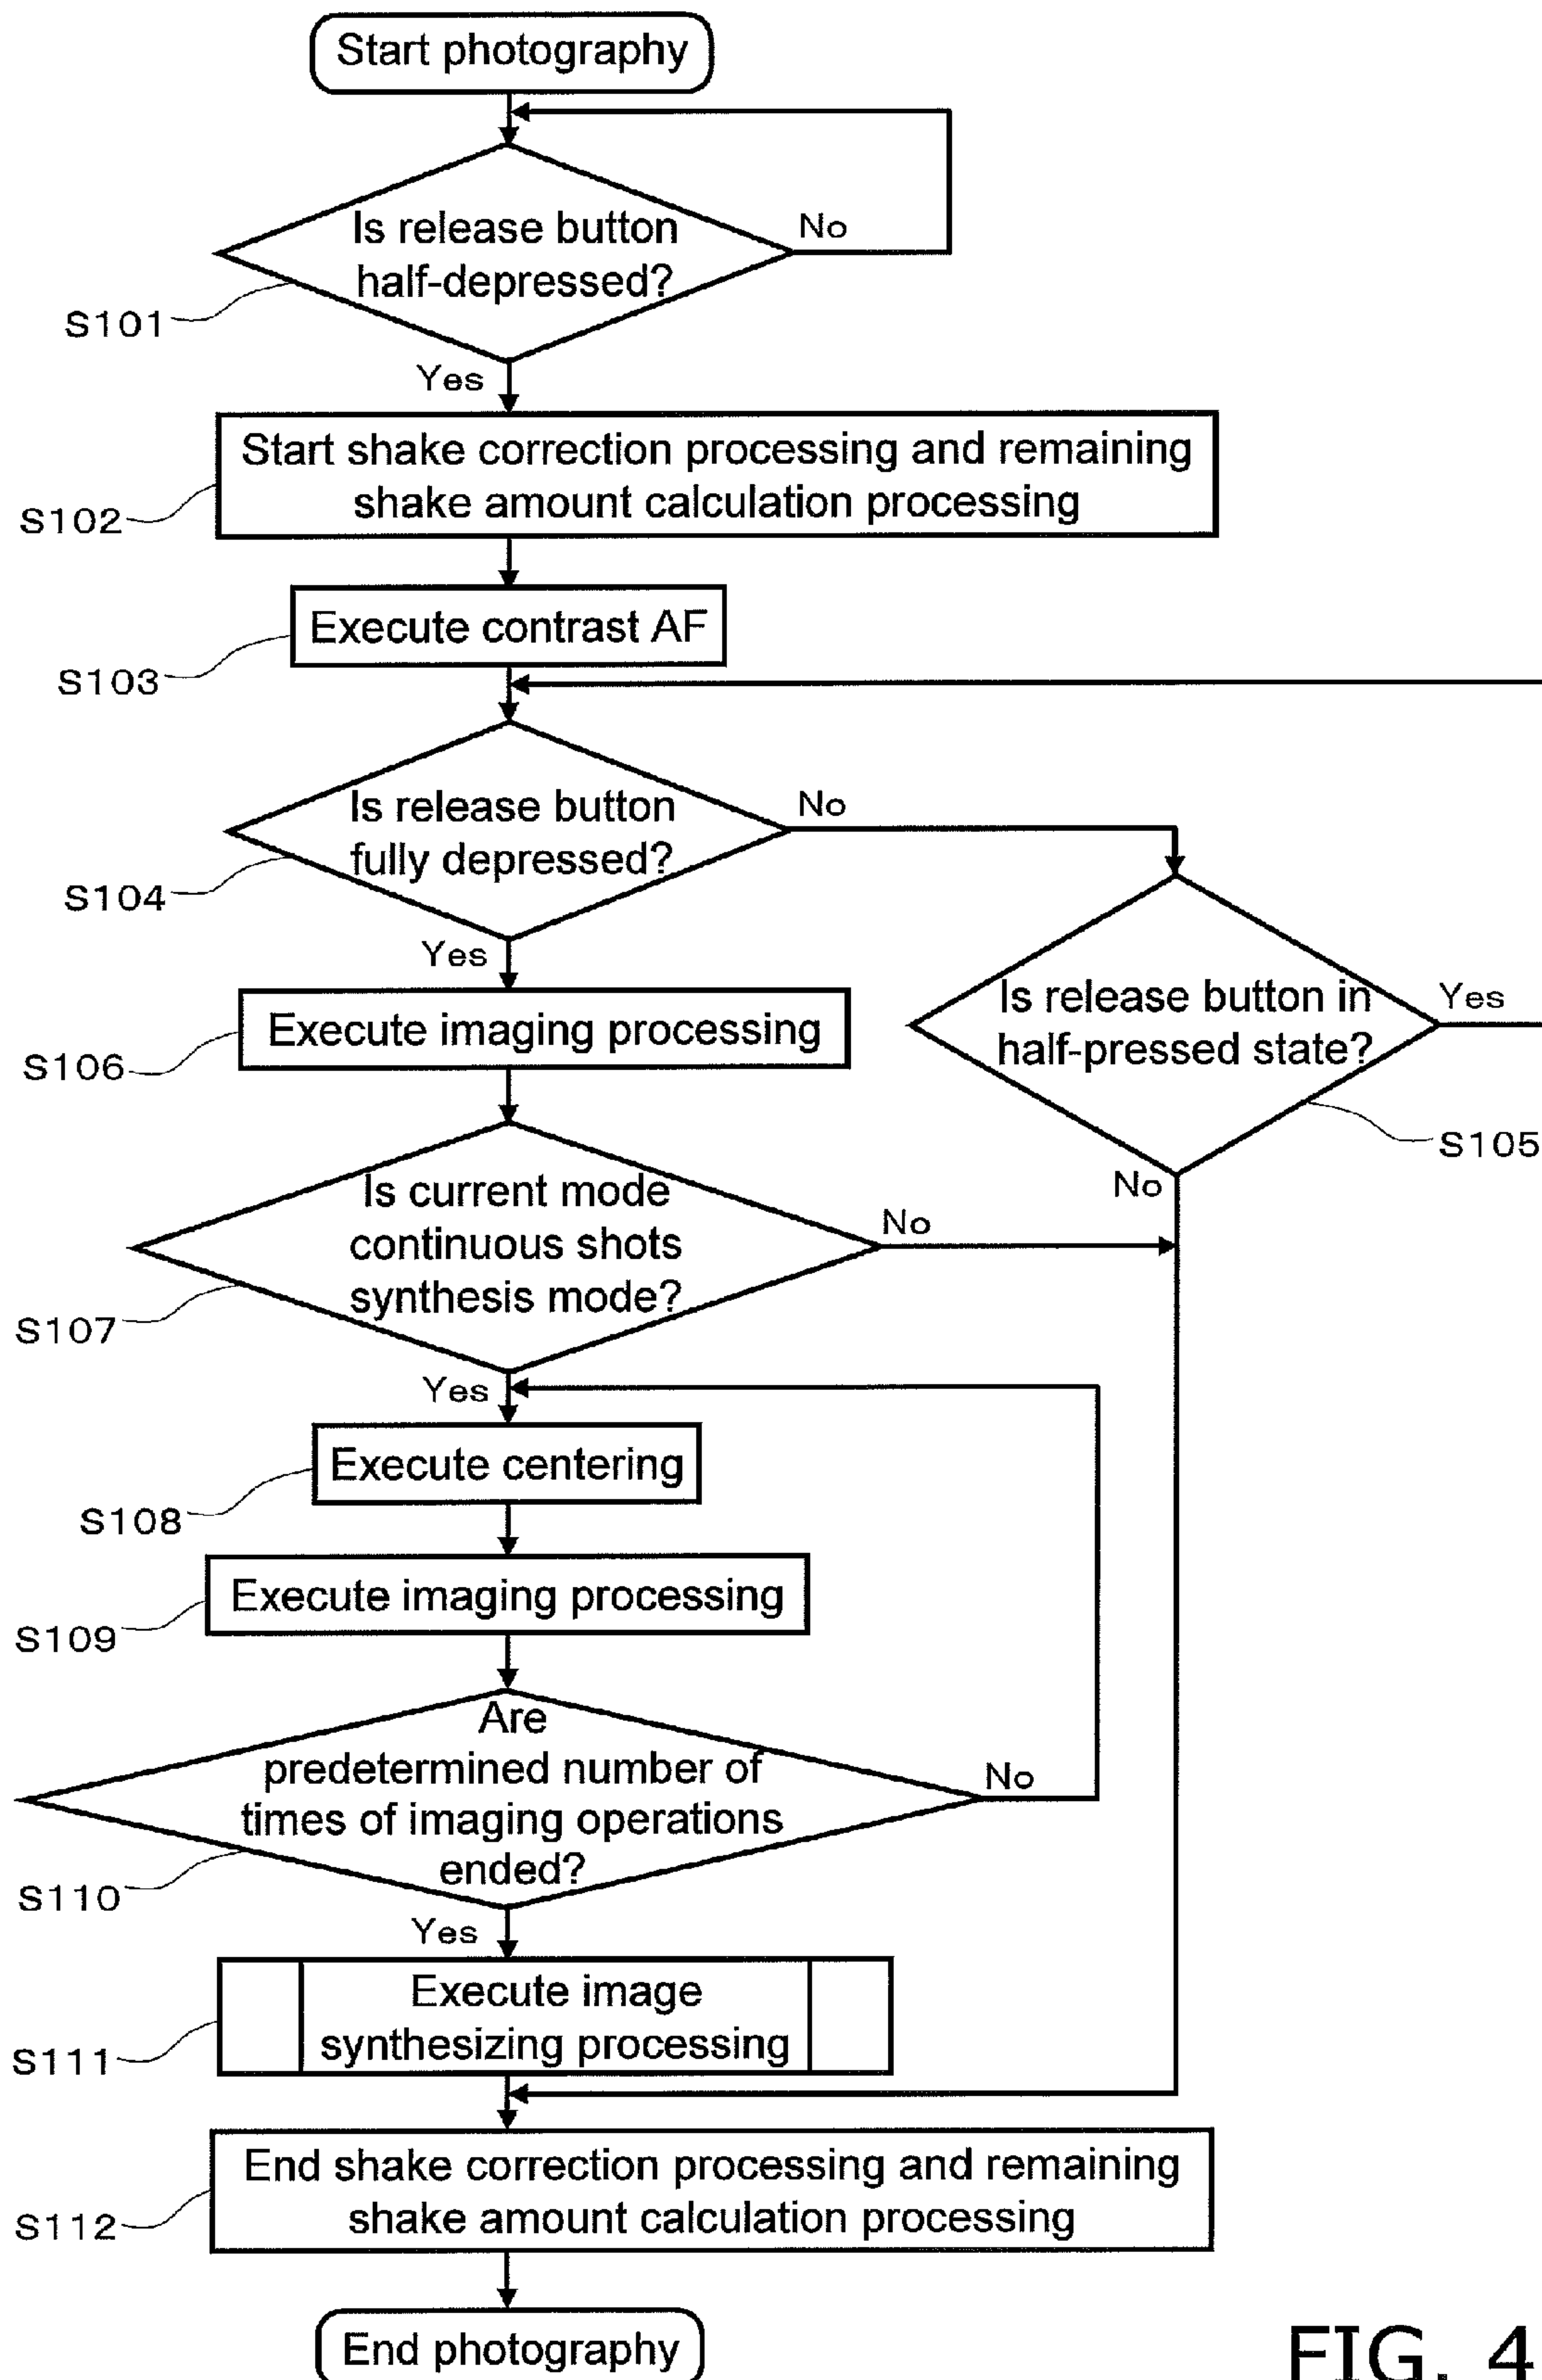 Start photography
Is release button
half-depressed?
No
S101
Yes
Start shake correction processing and remaining
shake amount calculation processing
S102
Execute contrast AF
S103
Is release button
fully depressed?
No
S104
Yes
Is release button in
half-pressed state?
Yes
S105
No
Execute imaging processing
S106
Is current mode
continuous shots
synthesis mode?
No
S107
Yes
Execute centering
S108
Execute imaging processing
S109
Are
predetermined number of
times of imaging operations
ended?
No
S110
Yes
Execute image
synthesizing processing
S111
End shake correction processing and remaining
shake amount calculation processing
S112
End photography
FIG. 4